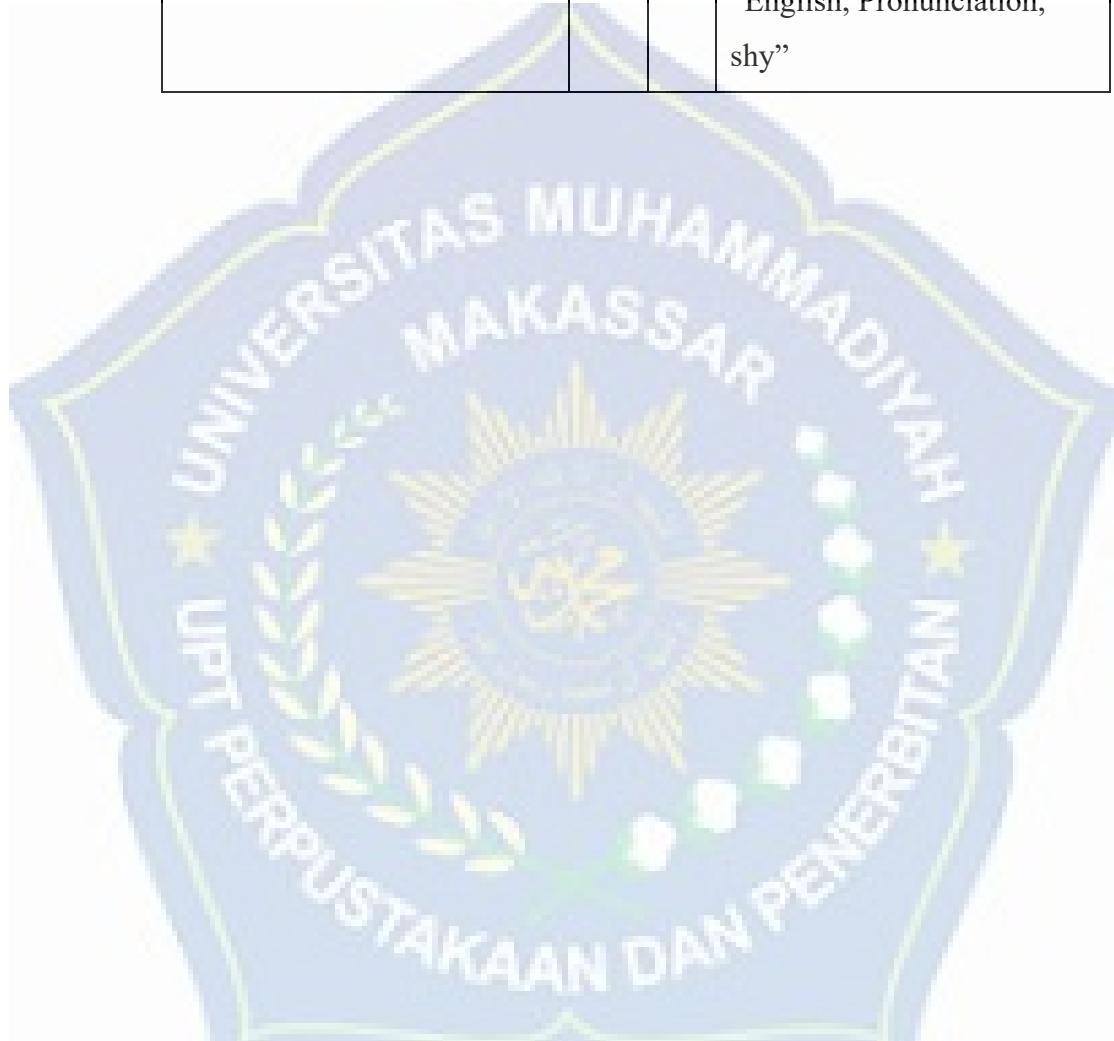 "English, Pronunciation,
shy”
UNIVERSITAS MUHAMMADIYAH
MAKASSAR
UPT PERPUSTAKAAN DAN PENERBITAN